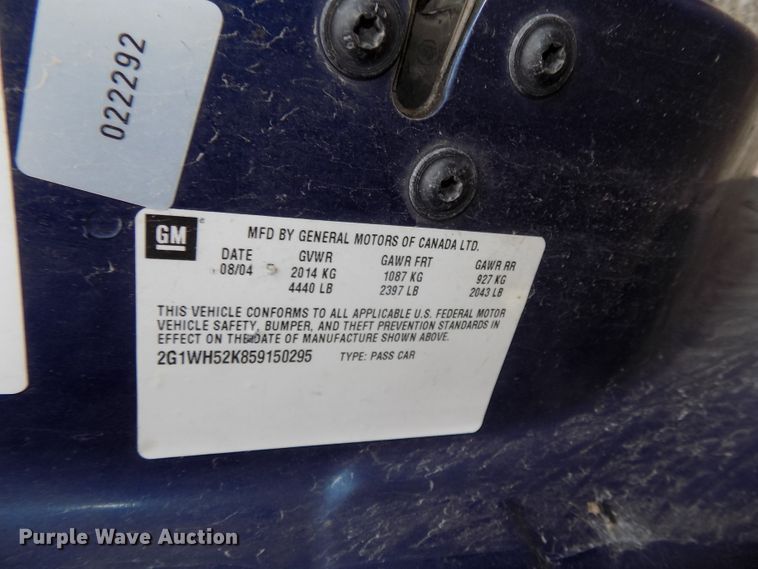 022292
GM
MFD BY GENERAL MOTORS OF CANADA LTD.
DATE GVWR GAWR FRT GAWR RR
08/04 2014 KG 1087 KG 927 KG
4440 LB 2397 LB 2043 LB
THIS VEHICLE CONFORMS TO ALL APPLICABLE U.S. FEDERAL MOTOR
VEHICLE SAFETY, BUMPER, AND THEFT PREVENTION STANDARDS IN
EFFECT ON THE DATE OF MANUFACTURE SHOWN ABOVE.
2G1WH52K859150295 TYPE: PASS CAR
Purple Wave Auction